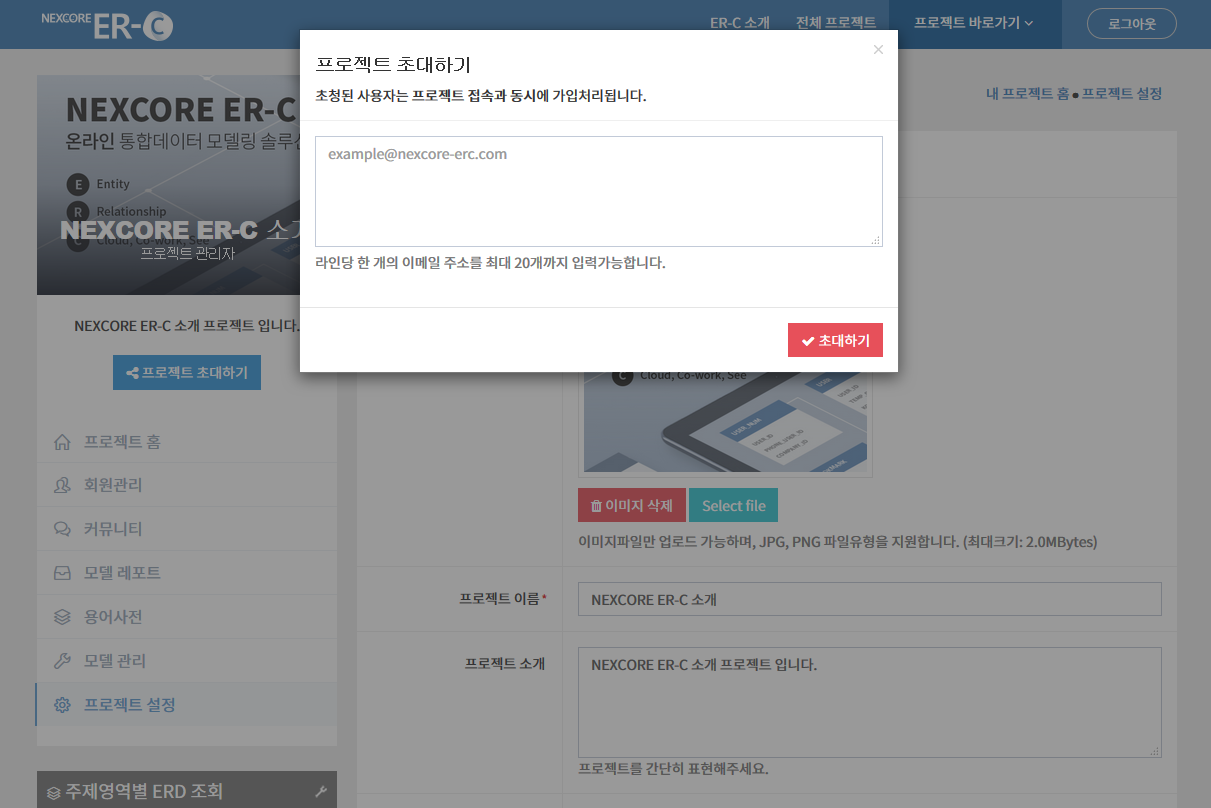 NEXCORE ER-C
ER-C 소개
전체 프로젝트
프로젝트 바로가기
로그아웃
내 프로젝트 홈 ● 프로젝트 설정
프로젝트 초대하기
×
초청된 사용자는 프로젝트 접속과 동시에 가입처리됩니다.
example@nexcore-erc.com
라인당 한 개의 이메일 주소를 최대 20개까지 입력가능합니다.
초대하기
NEXCORE ER-C
온라인 통합데이터 모델링 솔루션
E Entity
R Relationship
C Cloud, Co-work, See
NEXCORE ER-C 소개
프로젝트 관리자
NEXCORE ER-C 소개 프로젝트 입니다.
프로젝트 초대하기
프로젝트 홈
회원관리
커뮤니티
모델 레포트
용어사전
모델 관리
프로젝트 설정
주제영역별 ERD 조회
C Cloud, Co-work, See
USER
USER_NUM
USER_ID
PHONE_USER_ID
COMPANY_ID
이미지 삭제
Select file
이미지파일만 업로드 가능하며, JPG, PNG 파일유형을 지원합니다. (최대크기: 2.0MBytes)
프로젝트 이름*
NEXCORE ER-C 소개
프로젝트 소개
NEXCORE ER-C 소개 프로젝트 입니다.
프로젝트를 간단히 표현해주세요.